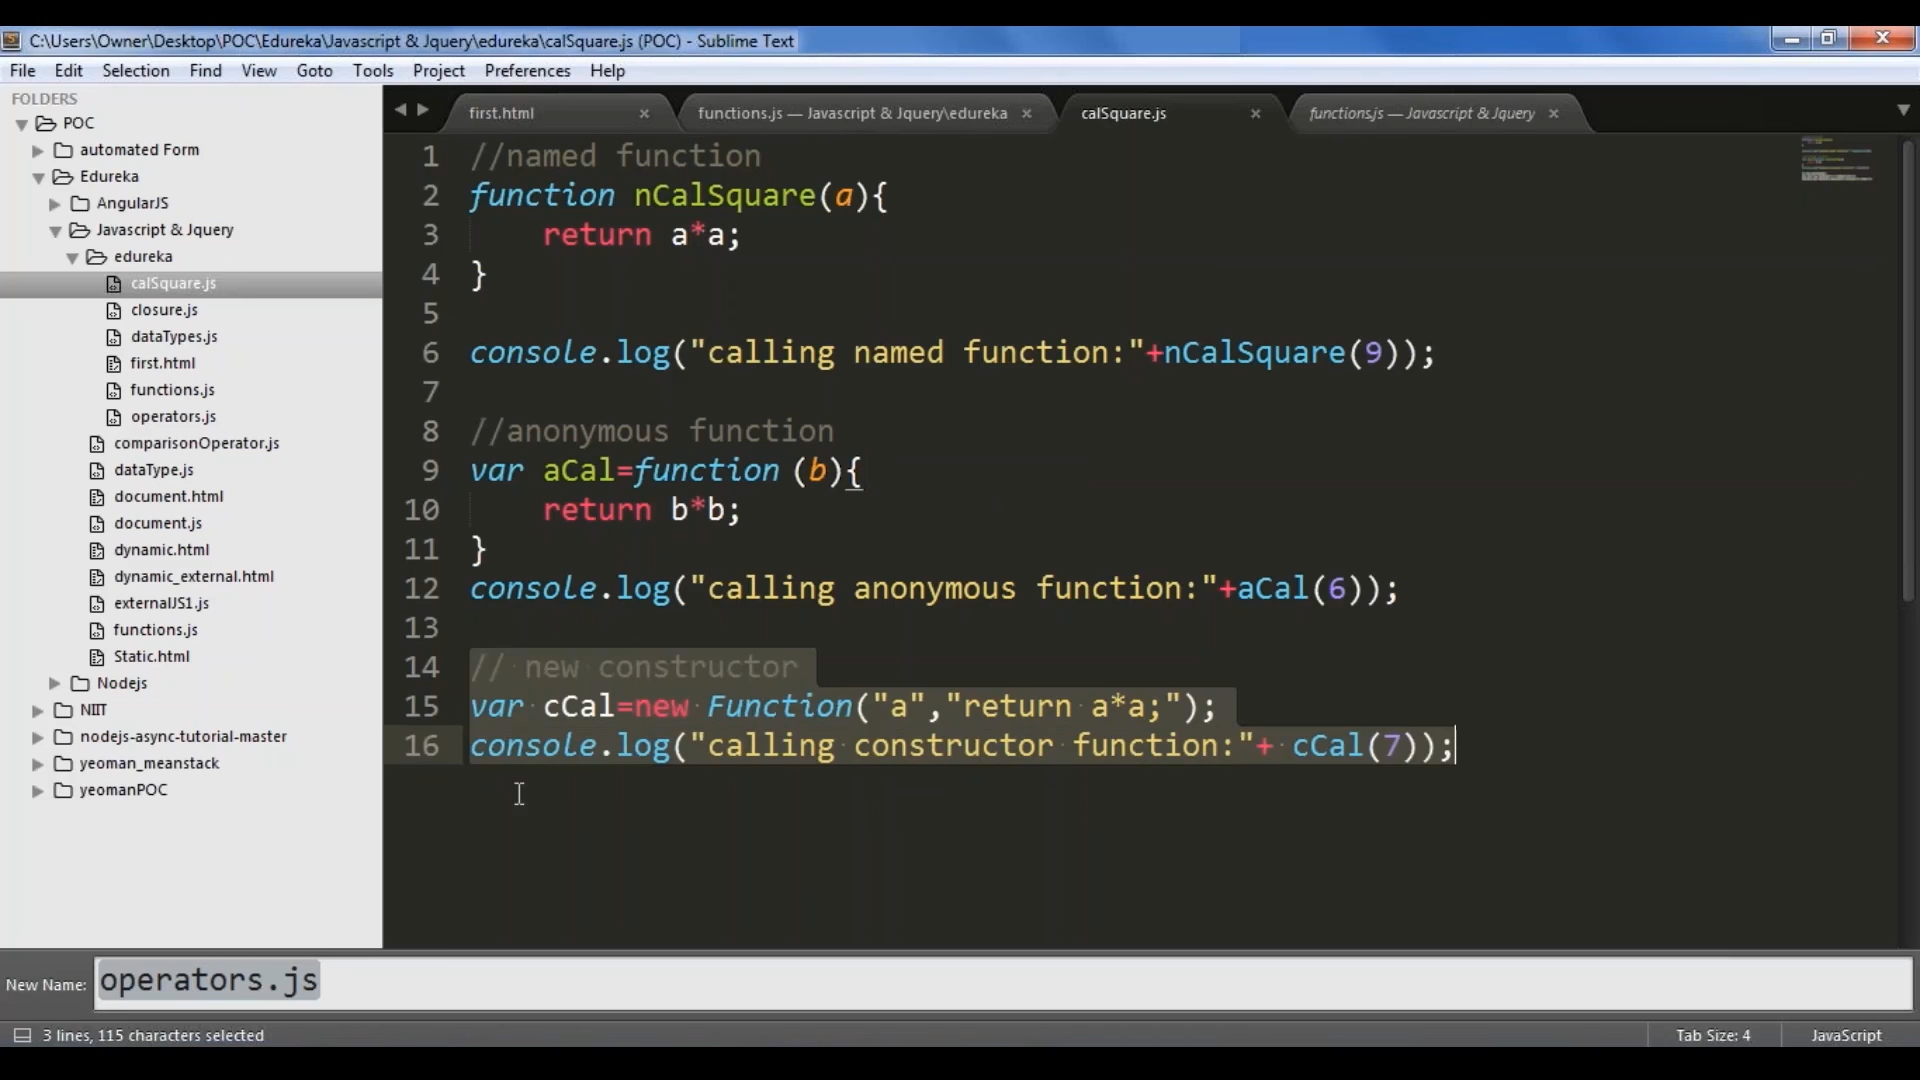 C:\Users\Owner\Desktop\POC\Edureka\Javascript & Jquery\edureka\calSquare.js (POC) - Sublime Text
File Edit Selection Find View Goto Tools Project Preferences Help
FOLDERS
POC
automated Form
Edureka
AngularJS
Javascript & Jquery
edureka
calSquare.js
closure.js
dataTypes.js
first.html
functions.js
operators.js
comparisonOperator.js
dataType.js
document.html
document.js
dynamic.html
dynamic_external.html
externalJS1.js
functions.js
Static.html
Nodejs
NIIT
nodejs-async-tutorial-master
yeoman_meanstack
yeomanPOC
first.html
functions.js — Javascript & Jquery\edureka
calSquare.js
functions.js — Javascript & Jquery
1 //named function
2 function nCalSquare(a){
3 return a*a;
4 }
5
6 console.log("calling named function:"+nCalSquare(9));
7
8 //anonymous function
9 var aCal=function (b){
10 return b*b;
11 }
12 console.log("calling anonymous function:"+aCal(6));
13
14 // new constructor
15 var cCal=new Function("a","return a*a;");
16 console.log("calling constructor function:"+ cCal(7));
New Name: operators.js
3 lines, 115 characters selected
Tab Size: 4
JavaScript